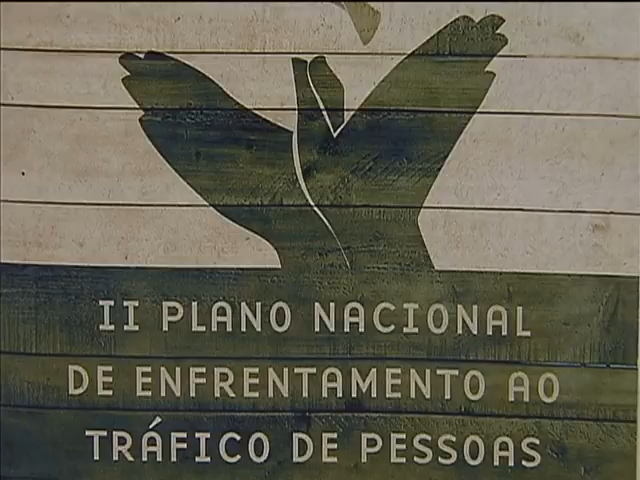 II PLANO NACIONAL
DE ENFRENTAMENTO AO
TRÁFICO DE PESSOAS